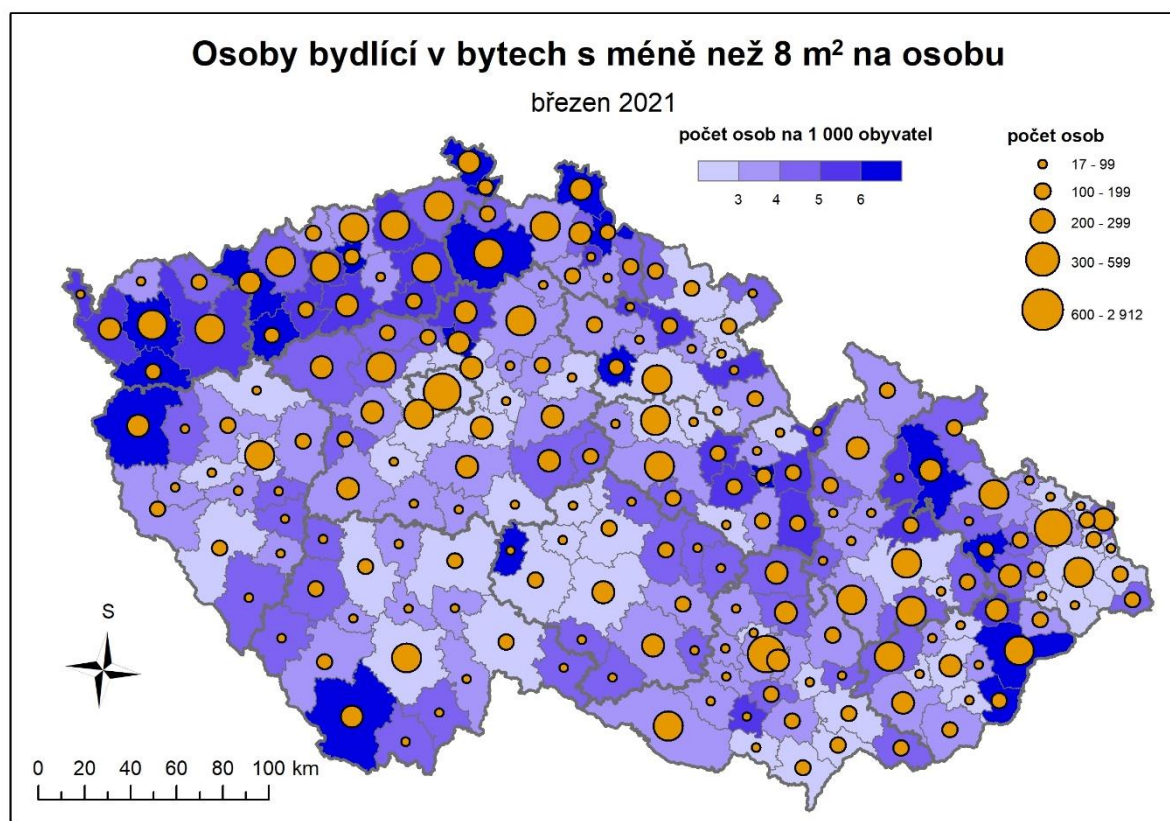 Osoby bydlící v bytech s méně než 8 m² na osobu
březen 2021
počet osob na 1 000 obyvatel
3 4 5 6
počet osob
17 - 99
100 - 199
200 - 299
300 - 599
600 - 2 912
S
0 20 40 60 80 100 km